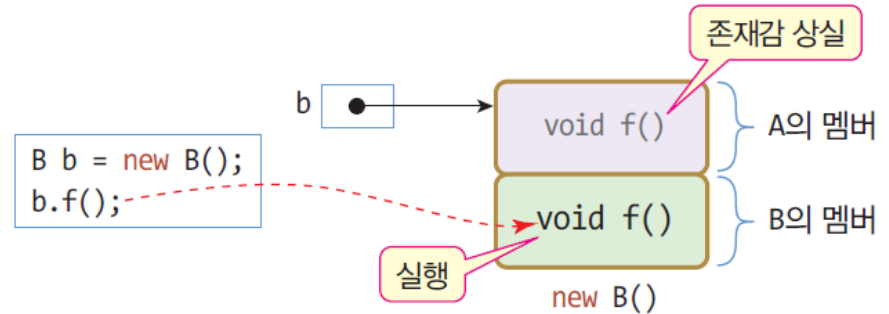 존재감 상실
b
void f()
A의 멤버
B b = new B();
b.f();
void f()
B의 멤버
실행
new B()